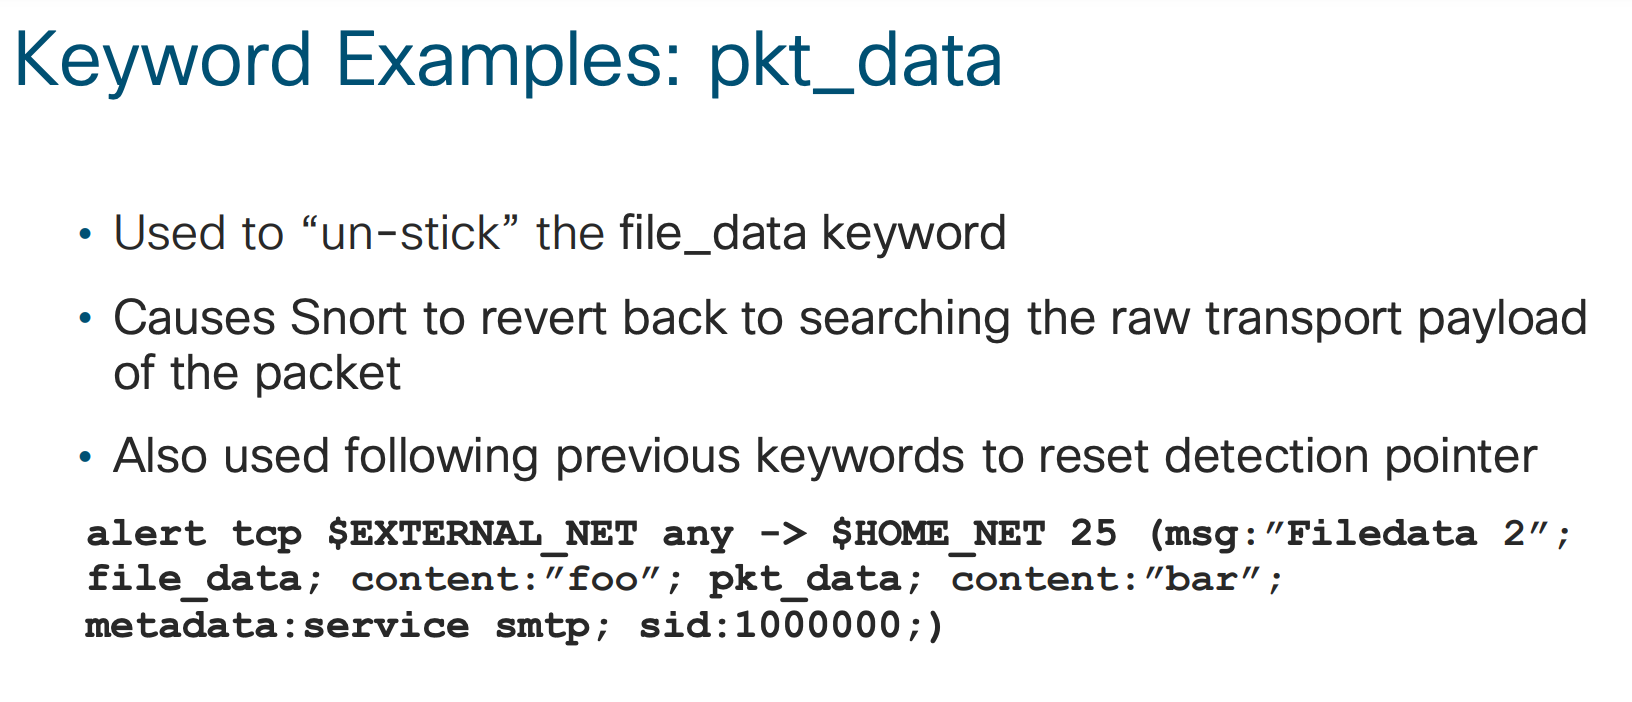 Keyword Examples: pkt_data
• Used to “un-stick” the file_data keyword
• Causes Snort to revert back to searching the raw transport payload
of the packet
• Also used following previous keywords to reset detection pointer
alert tcp $EXTERNAL_NET any -> $HOME_NET 25 (msg:”Filedata 2”;
file_data; content:”foo”; pkt_data; content:”bar”;
metadata:service smtp; sid:1000000;)